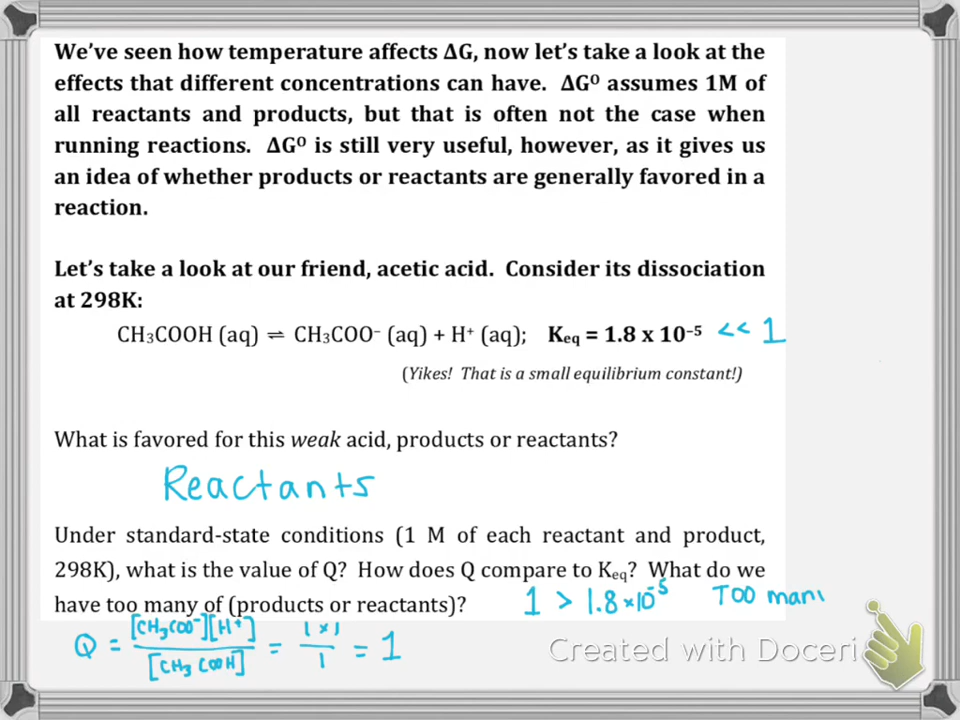 We've seen how temperature affects ΔG, now let's take a look at the
effects that different concentrations can have. ΔG⁰ assumes 1M of
all reactants and products, but that is often not the case when
running reactions. ΔG⁰ is still very useful, however, as it gives us
an idea of whether products or reactants are generally favored in a
reaction.
Let's take a look at our friend, acetic acid. Consider its dissociation
at 298K:
CH₃COOH (aq) ⇌ CH₃COO⁻ (aq) + H⁺ (aq); Keq = 1.8 x 10⁻⁵ << 1
(Yikes! That is a small equilibrium constant!)
What is favored for this weak acid, products or reactants?
Reactants
Under standard-state conditions (1 M of each reactant and product,
298K), what is the value of Q? How does Q compare to Keq? What do we
have too many of (products or reactants)? 1 > 1.8 × 10⁻⁵ TOO many
Q = [CH₃COO⁻][H⁺] / [CH₃COOH] = 1 × 1 / 1 = 1
Created with Doceri